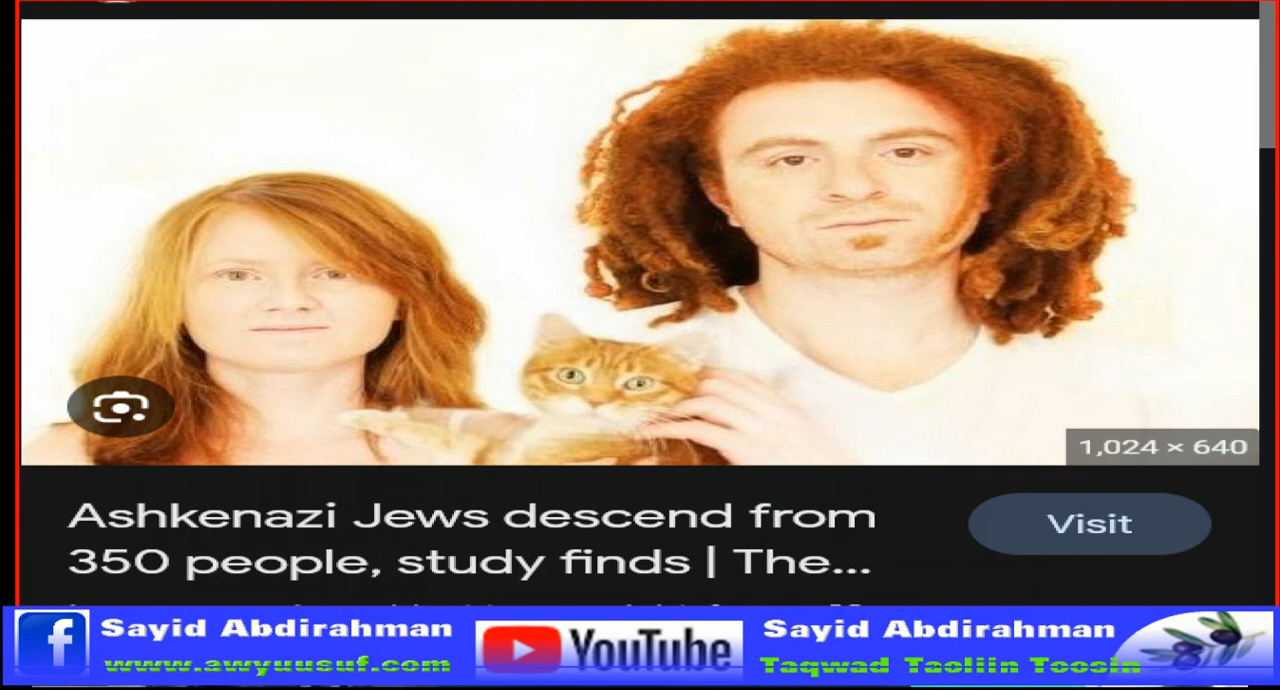 1,024 × 640
Ashkenazi Jews descend from
350 people, study finds | The...
Visit
f
Sayid Abdirahman
www.awyuusuf.com
YouTube
Sayid Abdirahman
Taqwad Taoliin Toosin